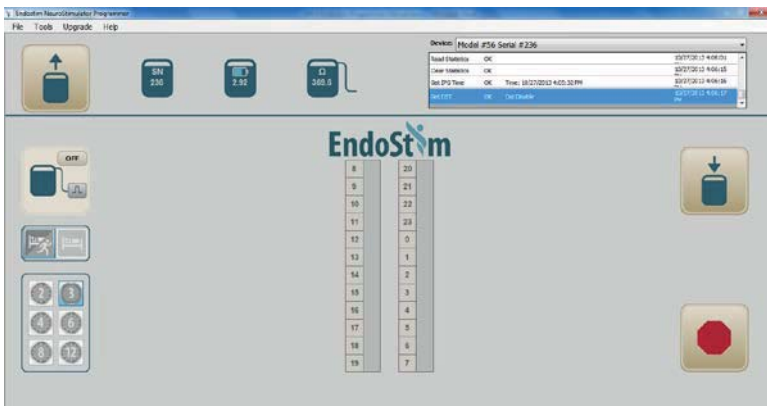 Endostim NeuroStimulator Programmer
File Tools Upgrade Help
Device: Model #56 Serial #236
Read Statistics OK
Clear Statistics OK
Get IPG Time OK Time: 10/27/2013 4:05:32 PM
OK
SN
236
2.92
Ω
365.0
EndoStim
OFF
8 20
9 21
10 22
11 23
12 0
13 1
14 2
15 3
16 4
17 5
18 6
19 7
2 3
4 6
8 12